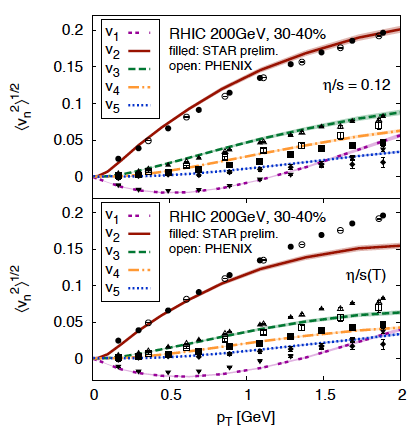 0.2
0.15
0.1
0.05
0
⟨vn²⟩1/2
v1
v2
v3
v4
v5
RHIC 200GeV, 30-40%
filled: STAR prelim.
open: PHENIX
η/s = 0.12
0.2
0.15
0.1
0.05
0
⟨vn²⟩1/2
v1
v2
v3
v4
v5
RHIC 200GeV, 30-40%
filled: STAR prelim.
open: PHENIX
η/s(T)
0 0.5 1 1.5 2
pT [GeV]